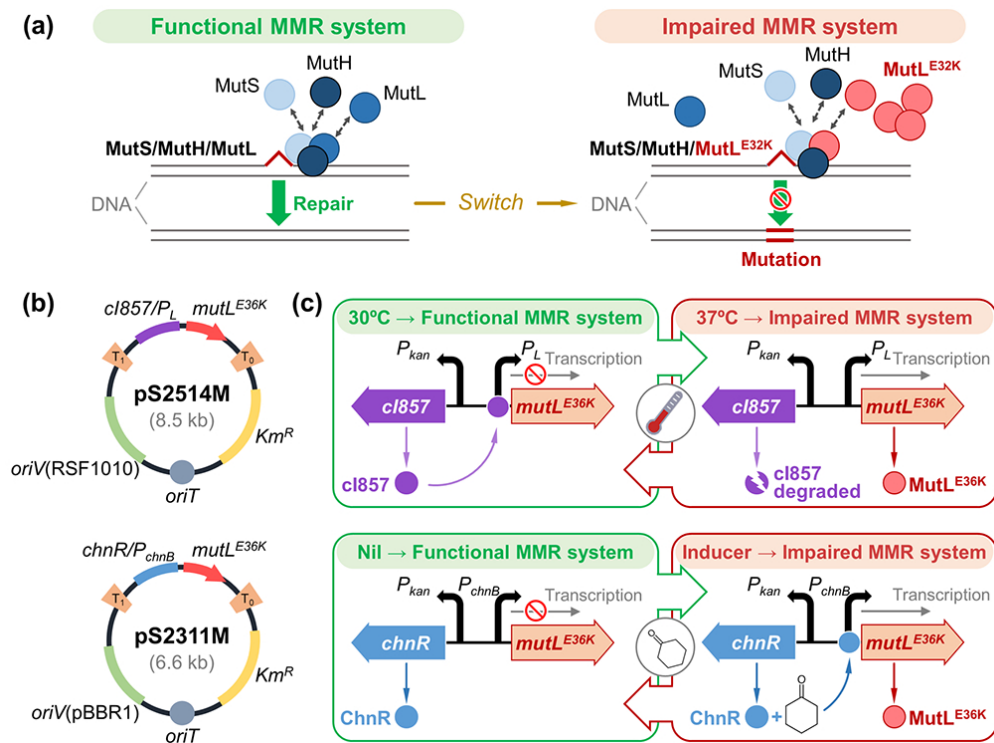 (a)
Functional MMR system
Impaired MMR system
MutS
MutH
MutL
MutS/MutH/MutL
DNA
Repair
Switch
MutL
MutS
MutH
MutL^E32K
MutS/MutH/MutL^E32K
DNA
Mutation
(b)
cI857/P_L
mutL^E36K
T₁
T₀
pS2514M
(8.5 kb)
Km^R
oriV(RSF1010)
oriT
chnR/P_chnB
mutL^E36K
T₁
T₀
pS2311M
(6.6 kb)
Km^R
oriV(pBBR1)
oriT
(c)
30ºC → Functional MMR system
P_kan
P_L
Transcription
cI857
mutL^E36K
cI857
37ºC → Impaired MMR system
P_kan
P_L
Transcription
cI857
mutL^E36K
cI857
degraded
MutL^E36K
Nil → Functional MMR system
P_kan
P_chnB
Transcription
chnR
mutL^E36K
ChnR
Inducer → Impaired MMR system
P_kan
P_chnB
Transcription
chnR
mutL^E36K
O
O
ChnR
+
MutL^E36K